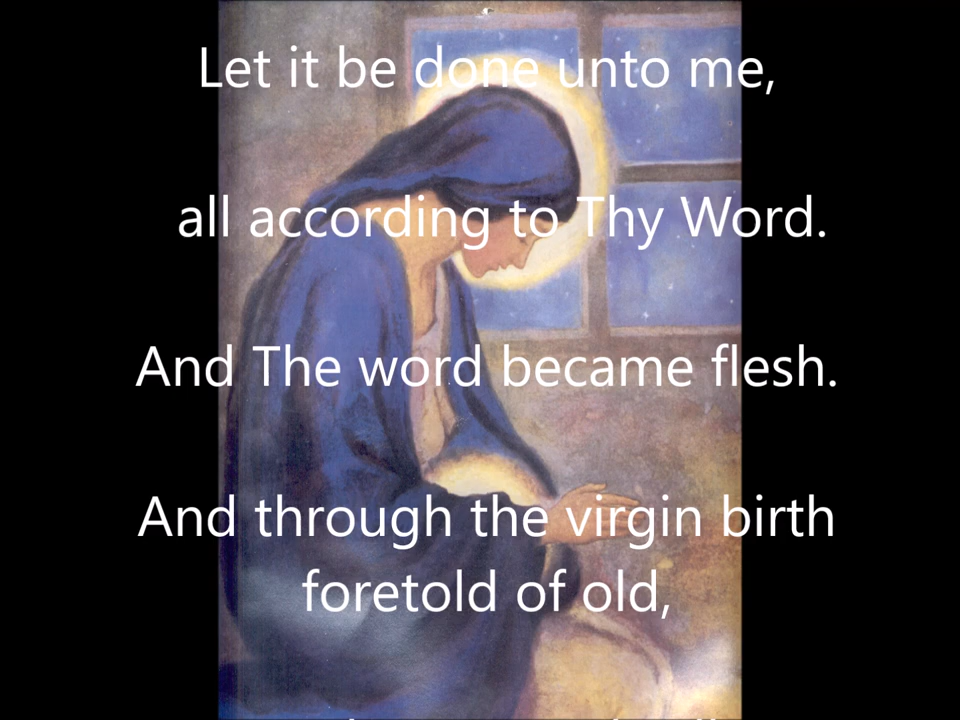 Let it be done unto me,
all according to Thy Word.
And The word became flesh.
And through the virgin birth
foretold of old,